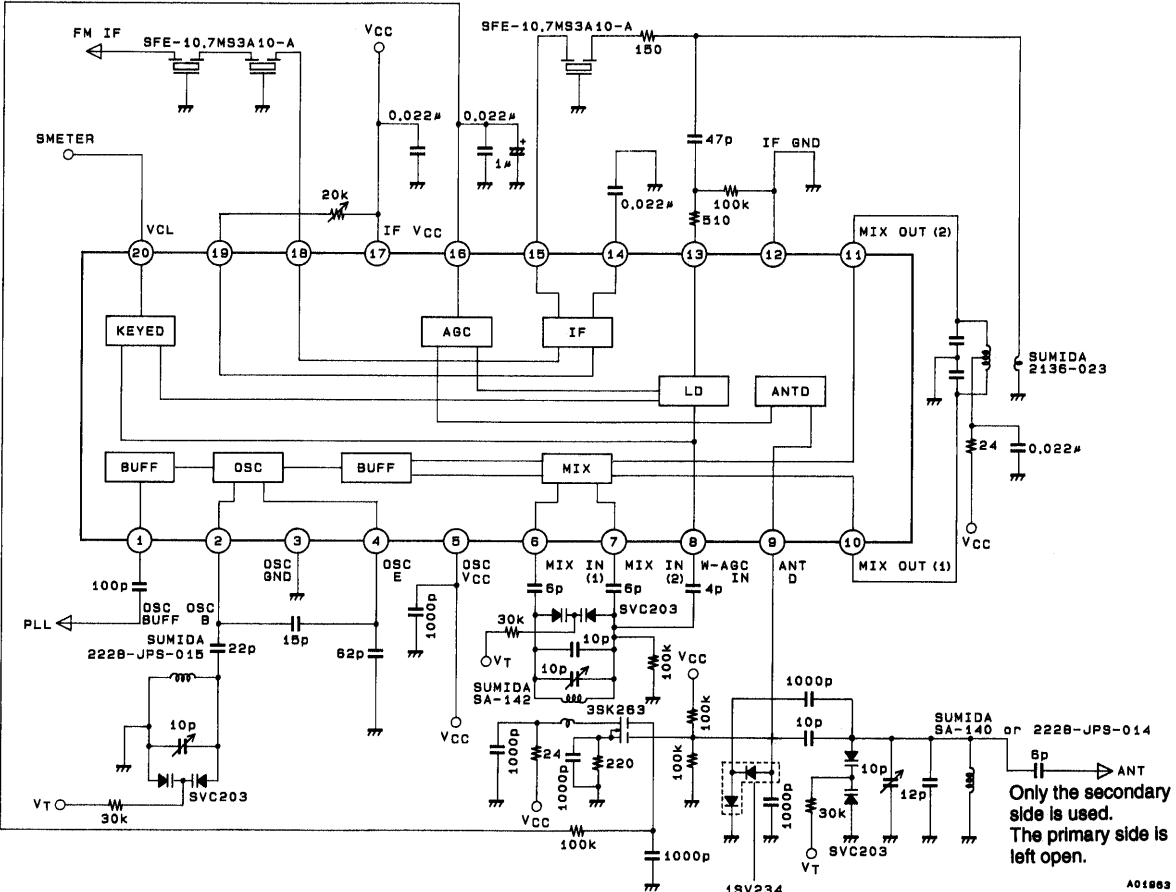 FM IF
SFE-10.7MS3A10-A
VCC
SFE-10.7MS3A10-A
150
SMETER
0.022µ
0.022µ
1µ
+
47p
IF GND
20k
0.022µ
100k
510
VCL
IF VCC
MIX OUT (2)
20
19
18
17
16
15
14
13
12
11
KEYED
AGC
IF
SUMIDA
2136-023
LD
ANTD
24
0.022µ
BUFF
OSC
BUFF
MIX
VCC
1
2
3
4
5
6
7
8
9
10
OSC
GND
OSC
E
OSC
VCC
MIX IN
(1)
MIX IN
(2)
W-AGC
IN
ANT
D
MIX OUT (1)
100p
OSC
BUFF
OSC
B
1000p
6p
6p
4p
SVC203
PLL
15p
30k
SUMIDA
2228-JPS-015
22p
62p
10p
VT
100k
VCC
10p
SUMIDA
SA-142
1000p
3SK263
100k
SUMIDA
SA-140 or 2228-JPS-014
10p
VCC
1000p
24
1000p
220
100k
10p
10p
12p
6p
ANT
SVC203
VT
30k
VCC
1000p
30k
Only the secondary
side is used.
The primary side is
left open.
100k
1000p
VT
SVC203
1SV234
A01963